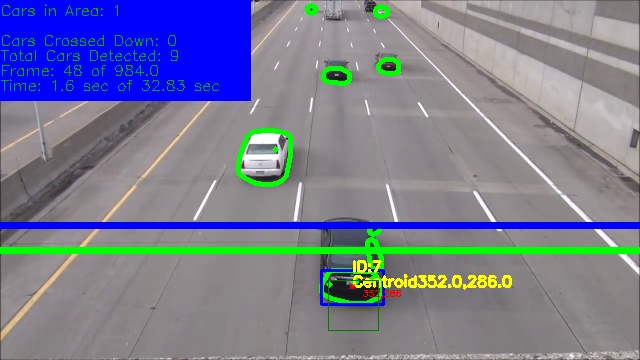 Cars in Area: 1
Cars Crossed Down: 0
Total Cars Detected: 9
Frame: 48 of 984.0
Time: 1.6 sec of 32.83 sec
ID:7
Centroid352.0,286.0